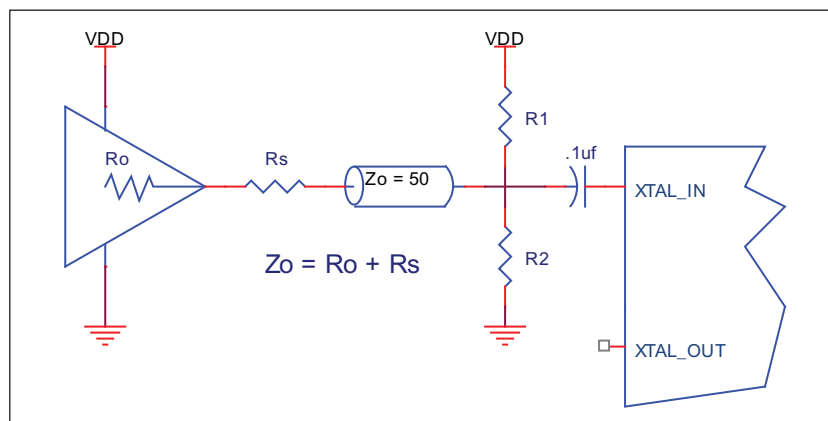 VDD
VDD
R1
Ro
Rs
Zo = 50
.1uf
XTAL_IN
Zo = Ro + Rs
R2
XTAL_OUT